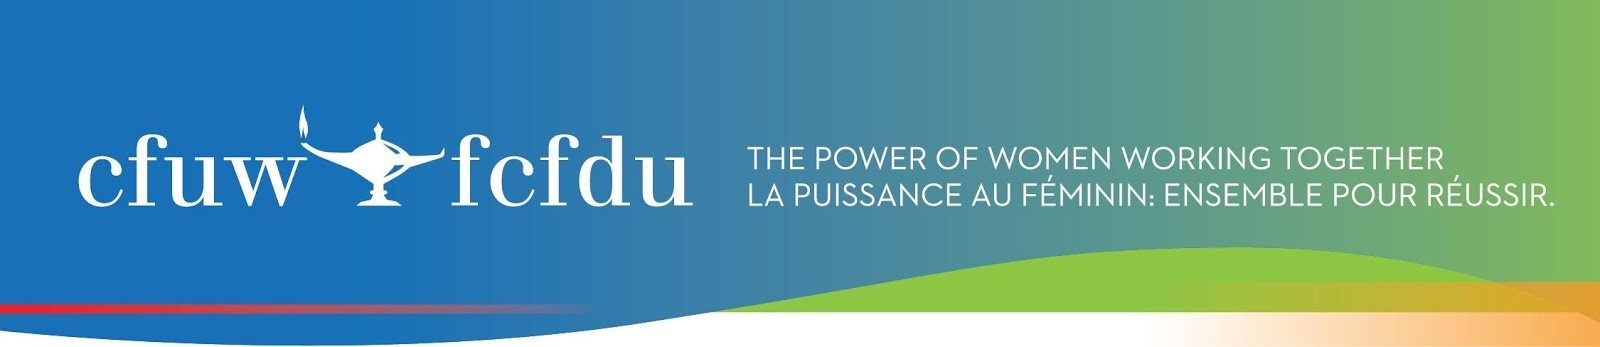 cfuw fcfdu
THE POWER OF WOMEN WORKING TOGETHER
LA PUISSANCE AU FÉMININ: ENSEMBLE POUR RÉUSSIR.